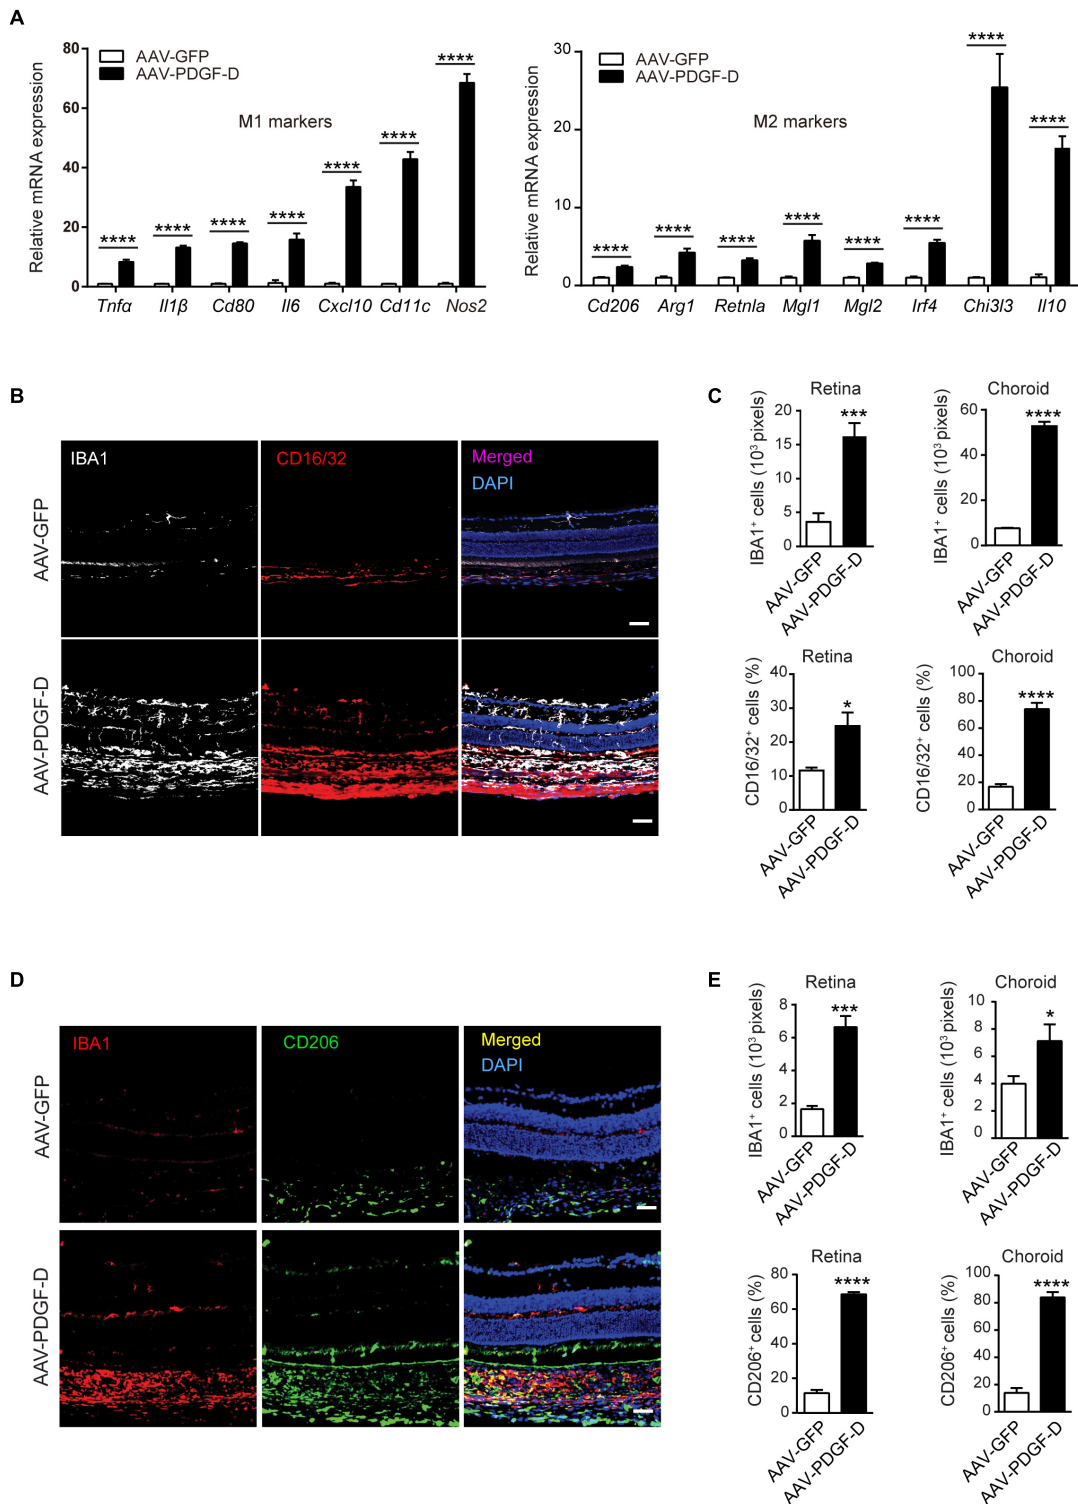 A
AAV-GFP
AAV-PDGF-D
M1 markers
Relative mRNA expression
80
60
40
20
0
****
****
****
****
****
****
****
Tnfα Il1β Cd80 Il6 Cxcl10 Cd11c Nos2
AAV-GFP
AAV-PDGF-D
M2 markers
Relative mRNA expression
30
20
10
0
****
****
****
****
****
****
****
****
Cd206 Arg1 Retnla Mgl1 Mgl2 Irf4 Chi3l3 Il10
B
AAV-GFP
AAV-PDGF-D
IBA1
CD16/32
Merged
DAPI
C
Retina
IBA1+ cells (10³ pixels)
20
15
10
5
0
***
AAV-GFP
AAV-PDGF-D
Choroid
IBA1+ cells (10³ pixels)
60
40
20
0
****
AAV-GFP
AAV-PDGF-D
Retina
CD16/32+ cells (%)
40
30
20
10
0
*
AAV-GFP
AAV-PDGF-D
Choroid
CD16/32+ cells (%)
100
80
60
40
20
0
****
AAV-GFP
AAV-PDGF-D
D
AAV-GFP
AAV-PDGF-D
IBA1
CD206
Merged
DAPI
E
Retina
IBA1+ cells (10³ pixels)
8
6
4
2
0
***
AAV-GFP
AAV-PDGF-D
Choroid
IBA1+ cells (10³ pixels)
10
8
6
4
2
0
*
AAV-GFP
AAV-PDGF-D
Retina
CD206+ cells (%)
80
60
40
20
0
****
AAV-GFP
AAV-PDGF-D
Choroid
CD206+ cells (%)
100
80
60
40
20
0
****
AAV-GFP
AAV-PDGF-D